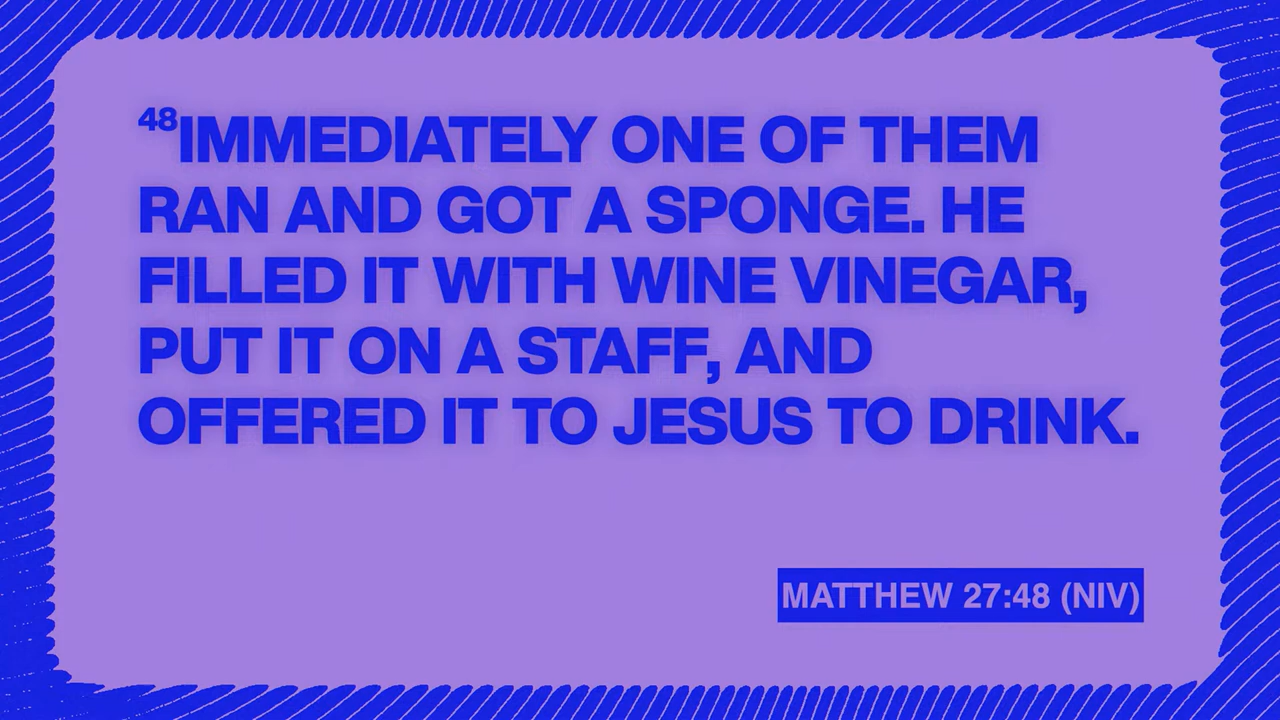 48IMMEDIATELY ONE OF THEM
RAN AND GOT A SPONGE. HE
FILLED IT WITH WINE VINEGAR,
PUT IT ON A STAFF, AND
OFFERED IT TO JESUS TO DRINK.
MATTHEW 27:48 (NIV)